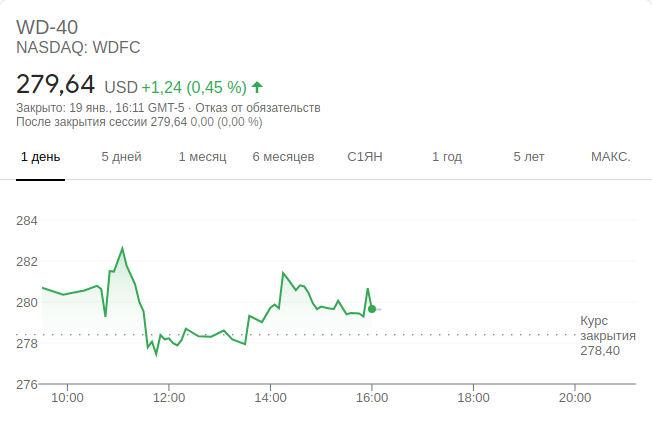 WD-40
NASDAQ: WDFC
279,64 USD +1,24 (0,45 %)
Закрыто: 19 янв., 16:11 GMT-5 · Отказ от обязательств
После закрытия сессии 279,64 0,00 (0,00 %)
1 день 5 дней 1 месяц 6 месяцев С1ЯН 1 год 5 лет МАКС.
284
282
280
278
276
Курс
закрытия
278,40
10:00 12:00 14:00 16:00 18:00 20:00